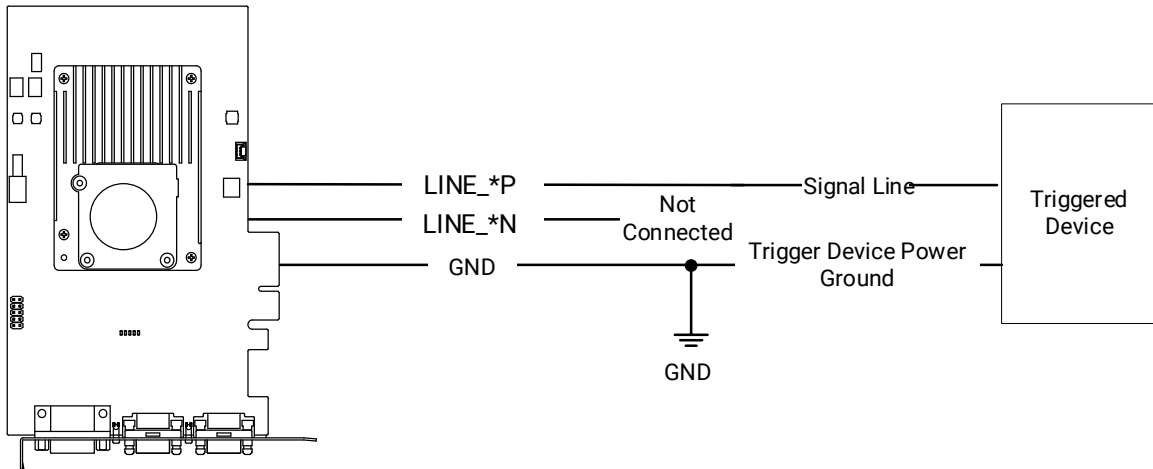 LINE_*P
Signal Line
LINE_*N
Not
Connected
Triggered
Device
GND
Trigger Device Power
Ground
GND